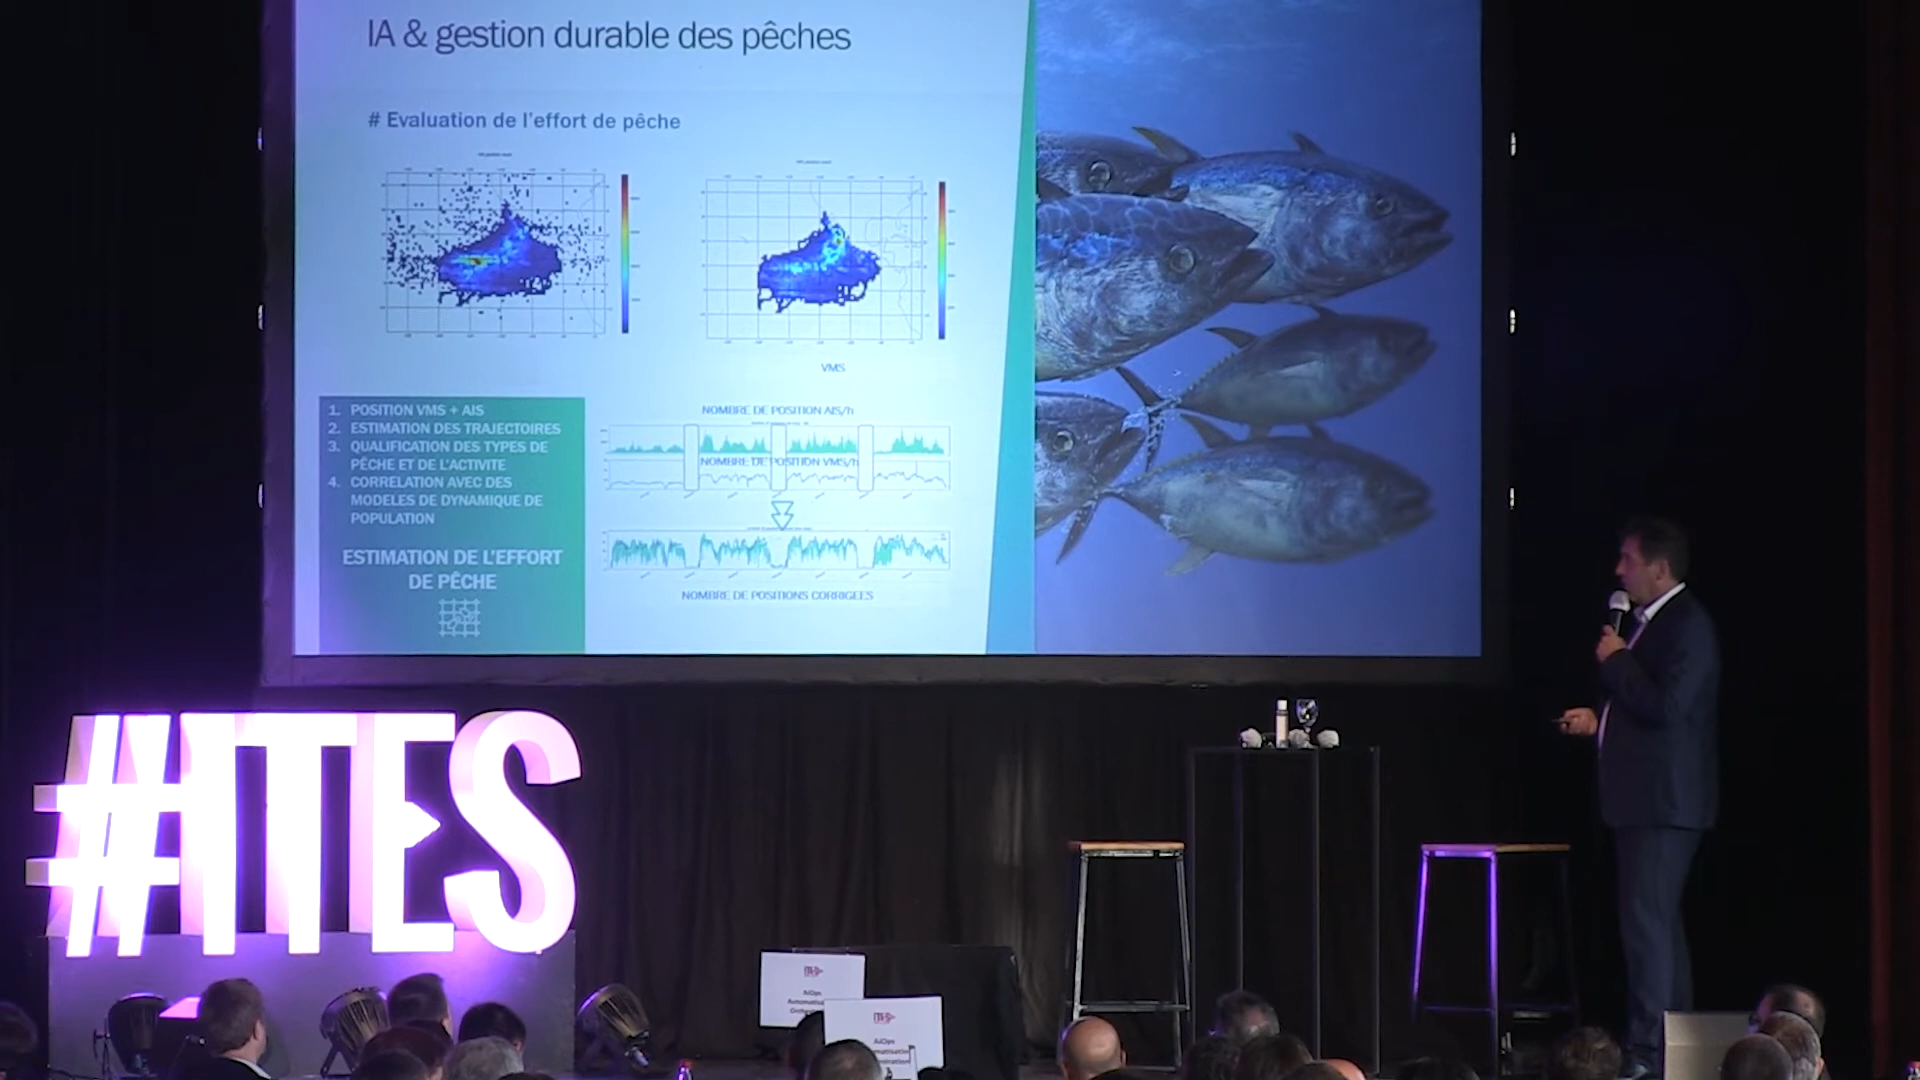 IA & gestion durable des pêches
# Evaluation de l'effort de pêche
VMS
1. POSITION VMS + AIS
2. ESTIMATION DES TRAJECTOIRES
3. QUALIFICATION DES TYPES DE
PÊCHE ET DE L'ACTIVITE
4. CORRELATION AVEC DES
MODELES DE DYNAMIQUE DE
POPULATION
ESTIMATION DE L'EFFORT
DE PÊCHE
NOMBRE DE POSITION AIS/h
NOMBRE DE POSITION VMS/h
NOMBRE DE POSITIONS CORRIGEES
#ITES
AiOps
AiOps